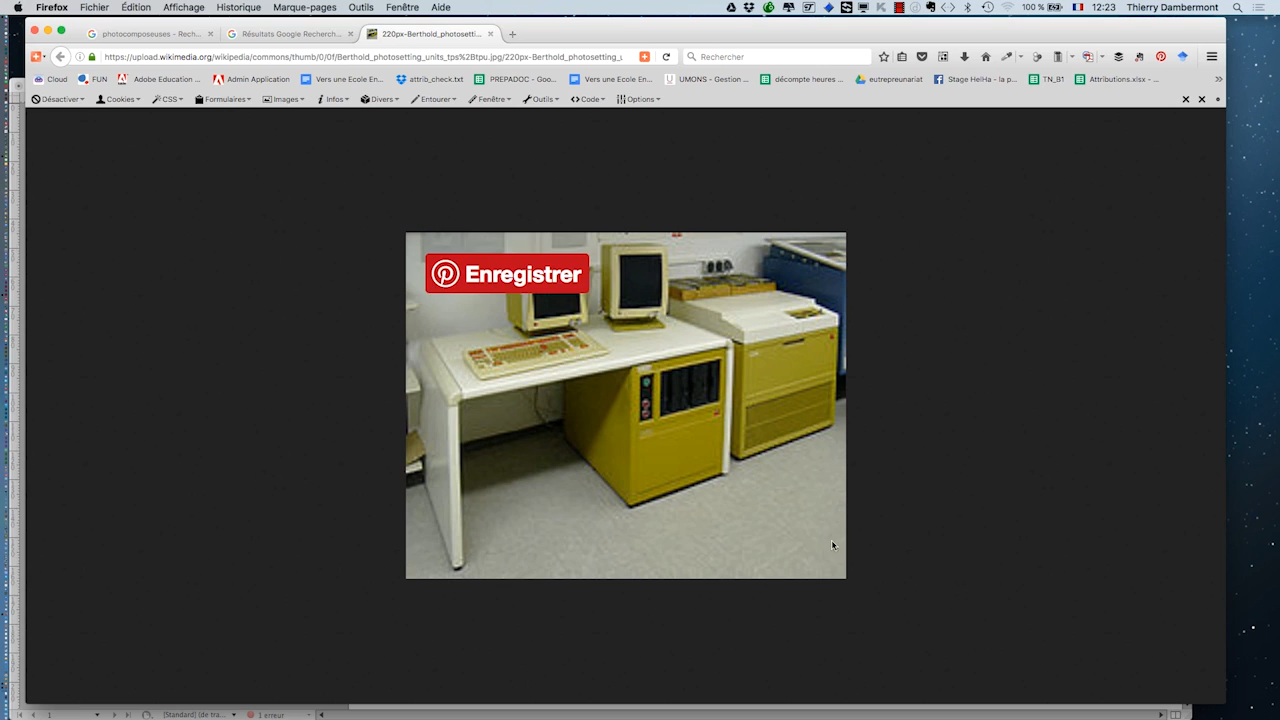 Firefox Fichier Édition Affichage Historique Marque-pages Outils Fenêtre Aide 100 % 12:23 Thierry Dambermont
photocomposeuses - Rech... Résultats Google Recherch... 220px-Berthold_photosetti...
https://upload.wikimedia.org/wikipedia/commons/thumb/0/0f/Berthold_photosetting_units_tps%2Btpu.jpg/220px-Berthold_photosetting_u Rechercher
Cloud FUN Adobe Education ... Admin Application Vers une Ecole En... attrib_check.txt PREPADOC - Goo... Vers une Ecole En... UMONS - Gestion ... décompte heures ... eutrepreunariat Stage HelHa - la p... TN_B1 Attributions.xlsx - ...
Désactiver Cookies CSS Formulaires Images Infos Divers Entourer Fenêtre Outils Code Options
Enregistrer
1 [Standard] (de tra... 1 erreur